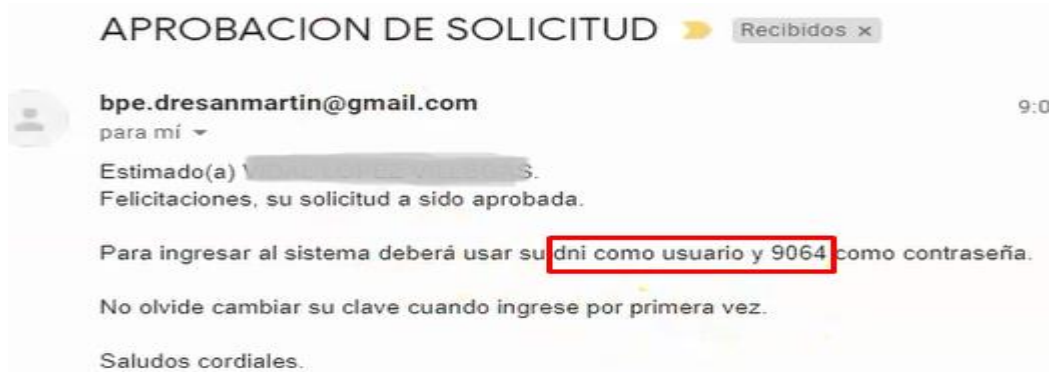 APROBACION DE SOLICITUD Recibidos x
bpe.dresanmartin@gmail.com 9:0
para mí
Estimado(a)
Felicitaciones, su solicitud a sido aprobada.
Para ingresar al sistema deberá usar su dni como usuario y 9064 como contraseña.
No olvide cambiar su clave cuando ingrese por primera vez.
Saludos cordiales.